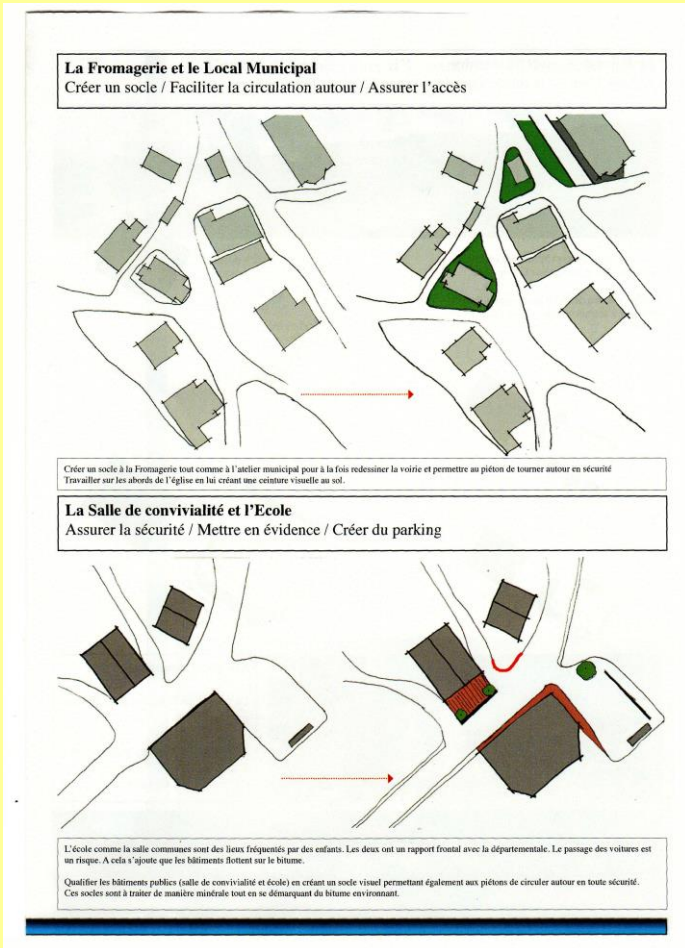 La Fromagerie et le Local Municipal
Créer un socle / Faciliter la circulation autour / Assurer l'accès
Créer un socle à la Fromagerie tout comme à l'atelier municipal pour à la fois redessiner la voirie et permettre au piéton de tourner autour en sécurité
Travailler sur les abords de l'église en lui créant une ceinture visuelle au sol.
La Salle de convivialité et l'Ecole
Assurer la sécurité / Mettre en évidence / Créer du parking
L'école comme la salle communes sont des lieux fréquentés par des enfants. Les deux ont un rapport frontal avec la départementale. Le passage des voitures est
un risque. A cela s'ajoute que les bâtiments flottent sur le bitume.
Qualifier les bâtiments publics (salle de convivialité et école) en créant un socle visuel permettant également aux piétons de circuler autour en toute sécurité.
Ces socles sont à traiter de manière minérale tout en se démarquant du bitume environnant.